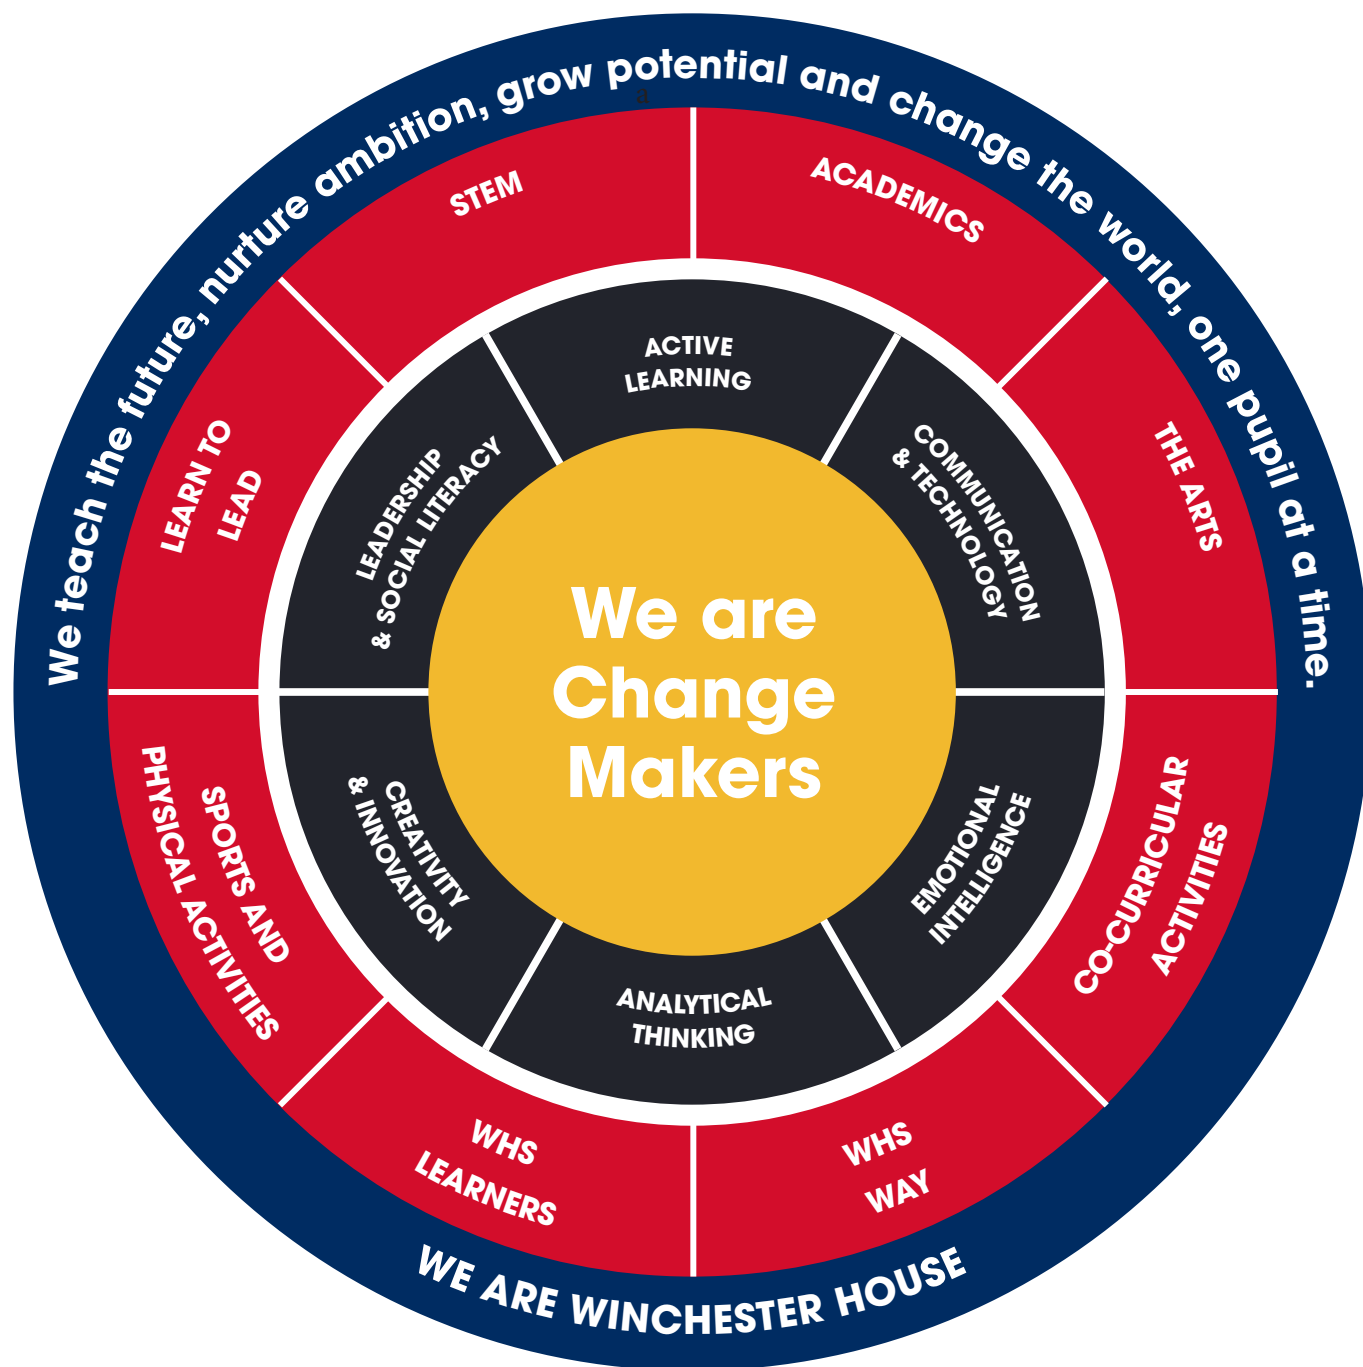 We teach the future, nurture ambition, grow potential and change the world, one pupil at a time.
a
STEM
ACADEMICS
THE ARTS
CO-CURRICULAR
ACTIVITIES
WHS
WAY
WHS
LEARNERS
SPORTS AND
PHYSICAL ACTIVITIES
LEARN TO
LEAD
ACTIVE
LEARNING
COMMUNICATION
& TECHNOLOGY
EMOTIONAL
INTELLIGENCE
ANALYTICAL
THINKING
CREATIVITY
& INNOVATION
LEADERSHIP
& SOCIAL LITERACY
We are
Change
Makers
WE ARE WINCHESTER HOUSE